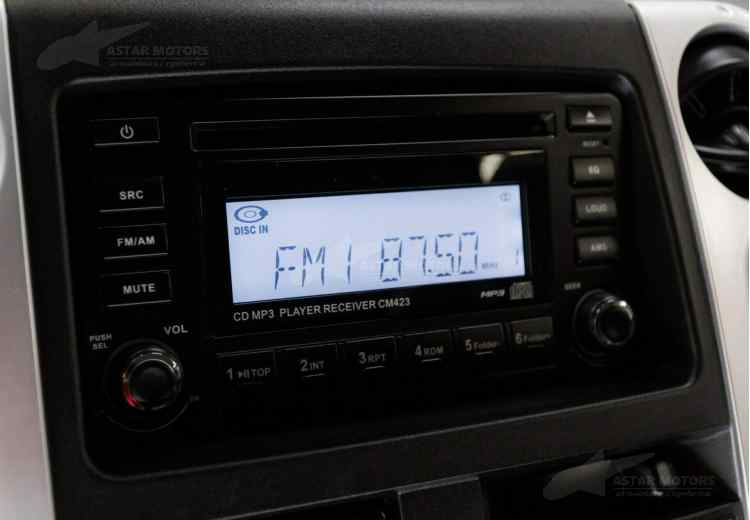 ASTAR MOTORS
SRC
FM/AM
MUTE
PUSH
SEL
VOL
DISC IN
FM1 87.50 MHz 1
CD MP3 PLAYER RECEIVER CM423
MP3
RESET
EQ
LOUD
AMS
SEEK
1 TOP
2 INT
3 RPT
4 RDM
5 Folder-
6 Folder+
ASTAR MOTORS